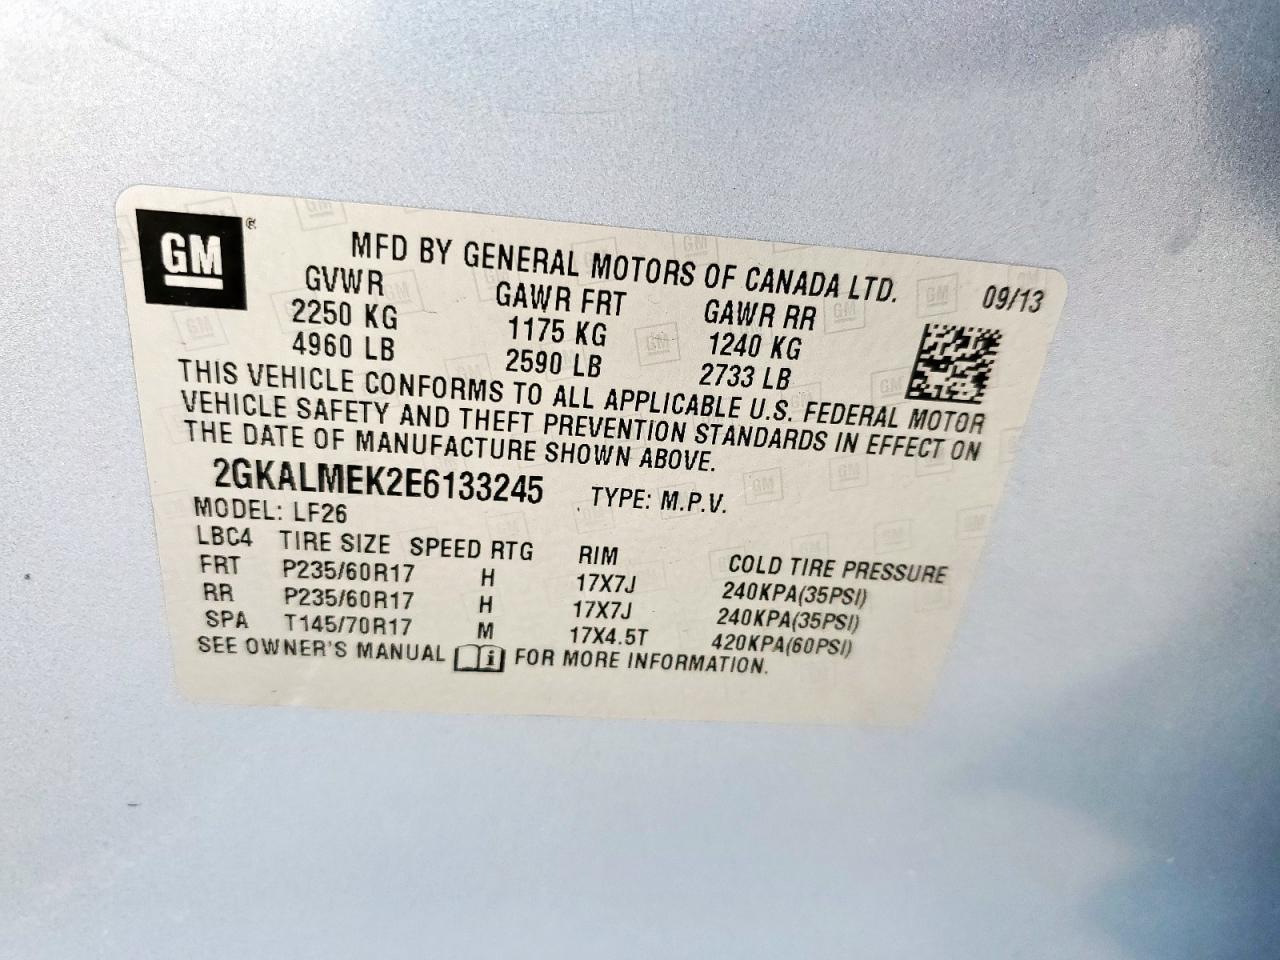 GM
MFD BY GENERAL MOTORS OF CANADA LTD. 09/13
GVWR GAWR FRT GAWR RR
2250 KG 1175 KG 1240 KG
4960 LB 2590 LB 2733 LB
THIS VEHICLE CONFORMS TO ALL APPLICABLE U.S. FEDERAL MOTOR
VEHICLE SAFETY AND THEFT PREVENTION STANDARDS IN EFFECT ON
THE DATE OF MANUFACTURE SHOWN ABOVE.
2GKALMEK2E6133245 TYPE: M.P.V.
MODEL: LF26
LBC4 TIRE SIZE SPEED RTG RIM COLD TIRE PRESSURE
FRT P235/60R17 H 17X7J 240KPA(35PSI)
RR P235/60R17 H 17X7J 240KPA(35PSI)
SPA T145/70R17 M 17X4.5T 420KPA(60PSI)
SEE OWNER'S MANUAL FOR MORE INFORMATION.